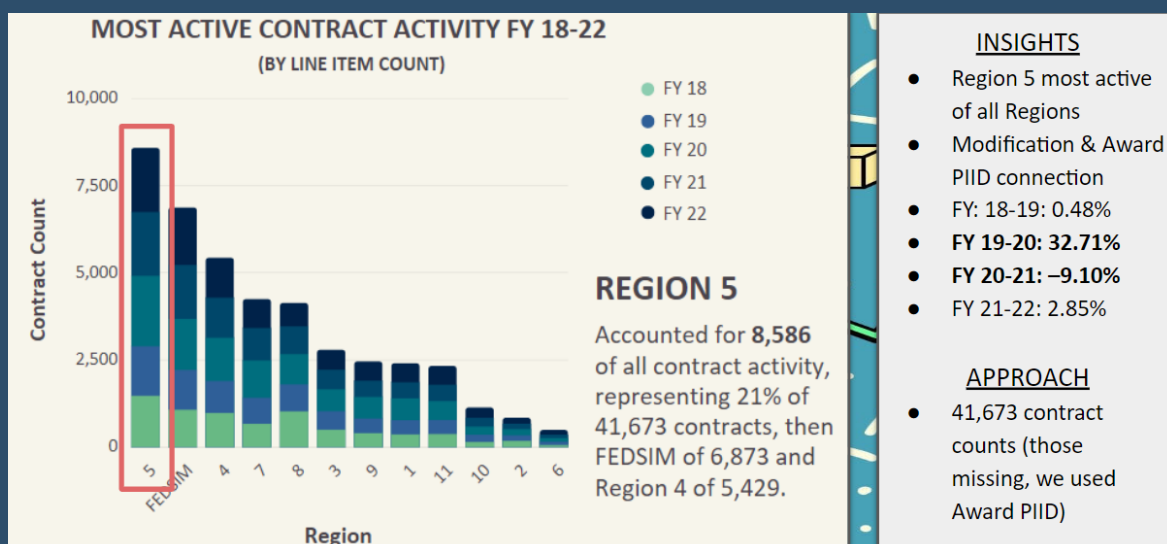 MOST ACTIVE CONTRACT ACTIVITY FY 18-22
(BY LINE ITEM COUNT)
FY 18
FY 19
FY 20
FY 21
FY 22
10,000
7,500
5,000
2,500
0
Contract Count
5
FEDSIM
4
7
8
3
9
1
11
10
2
6
Region
REGION 5
Accounted for 8,586
of all contract activity,
representing 21% of
41,673 contracts, then
FEDSIM of 6,873 and
Region 4 of 5,429.
INSIGHTS
● Region 5 most active
of all Regions
● Modification & Award
PIID connection
● FY: 18-19: 0.48%
● FY 19-20: 32.71%
● FY 20-21: –9.10%
● FY 21-22: 2.85%
APPROACH
● 41,673 contract
counts (those
missing, we used
Award PIID)